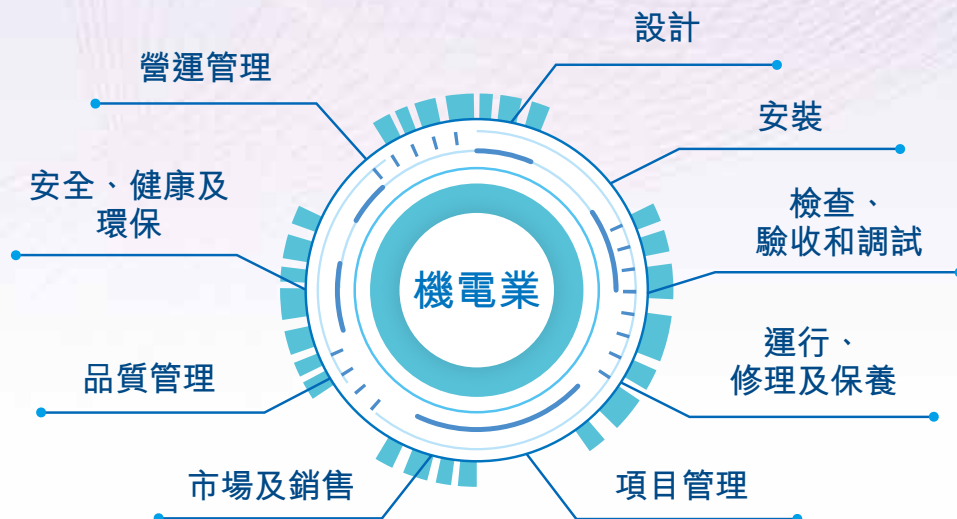 設計
營運管理
安裝
安全、健康及
環保
檢查、
驗收和調試
機電業
運行、
修理及保養
品質管理
市場及銷售
項目管理